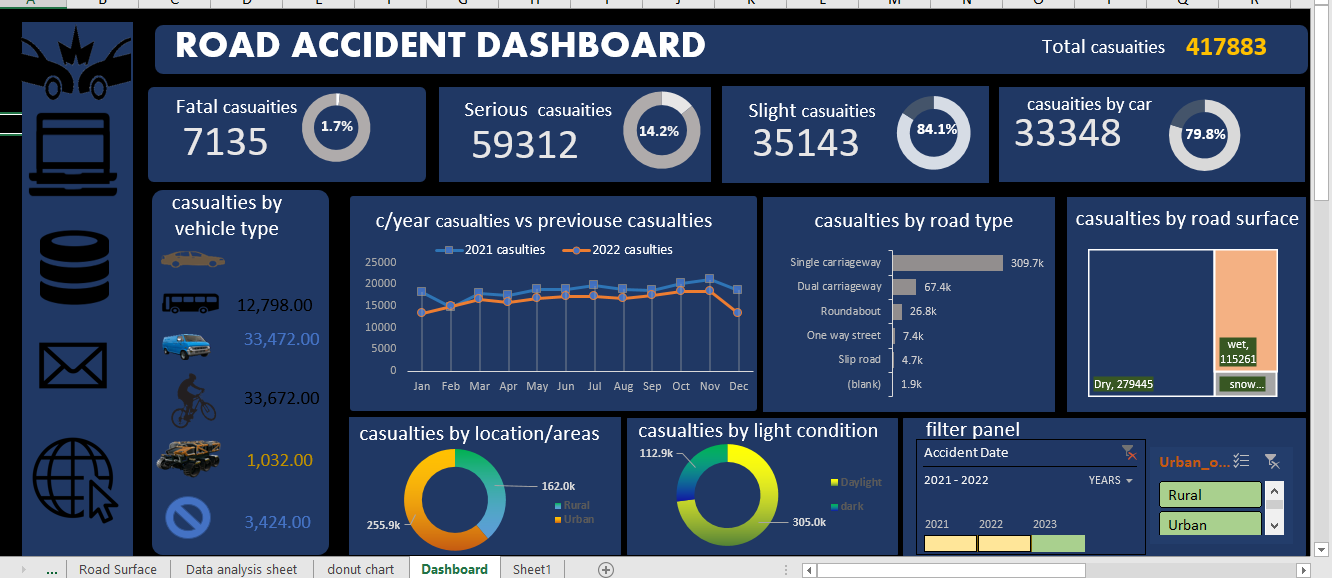 ROAD ACCIDENT DASHBOARD
Total casuaities 417883
Fatal casuaities
7135
1.7%
Serious casuaities
59312
14.2%
Slight casuaities
35143
84.1%
casuaities by car
33348
79.8%
casualties by
vehicle type
12,798.00
33,472.00
33,672.00
1,032.00
3,424.00
c/year casualties vs previouse casualties
2021 casulties 2022 casulties
25000
20000
15000
10000
5000
0
Jan Feb Mar Apr May Jun Jul Aug Sep Oct Nov Dec
casualties by road type
Single carriageway 309.7k
Dual carriageway 67.4k
Roundabout 26.8k
One way street 7.4k
Slip road 4.7k
(blank) 1.9k
casualties by road surface
Dry, 279445
wet,
115261
snow...
casualties by location/areas
162.0k
255.9k
Rural
Urban
casualties by light condition
112.9k
305.0k
Daylight
dark
filter panel
Accident Date
2021 - 2022 YEARS
2021 2022 2023
Urban_o...
Rural
Urban
... Road Surface Data analysis sheet donut chart Dashboard Sheet1